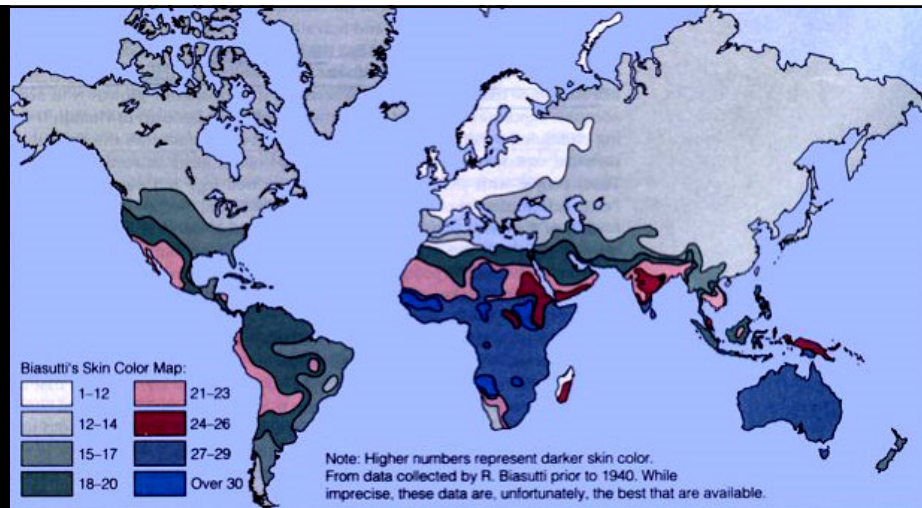 Biasutti's Skin Color Map:
1–12
21–23
12–14
24–26
15–17
27–29
18–20
Over 30
Note: Higher numbers represent darker skin color.
From data collected by R. Biasutti prior to 1940. While
imprecise, these data are, unfortunately, the best that are available.